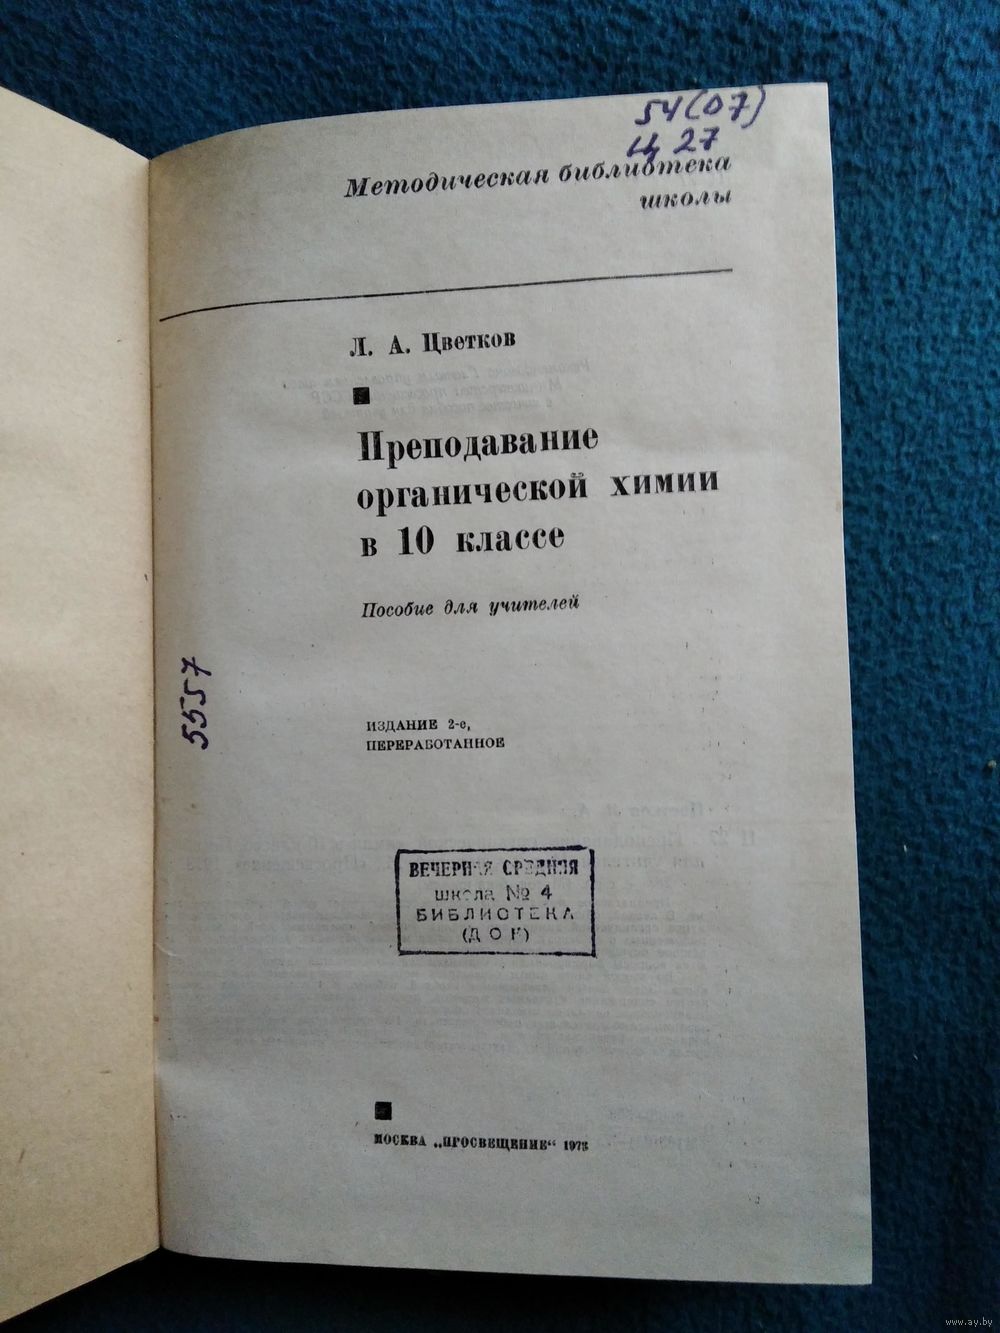 54(07)
Ц 27
Методическая библиотека
школы
Л. А. Цветков
Преподавание
органической химии
в 10 классе
Пособие для учителей
5557
ИЗДАНИЕ 2-е,
ПЕРЕРАБОТАННОЕ
ВЕЧЕРНЯЯ СРЕДНЯЯ
школа № 4
БИБЛИОТЕКА
(ДОК)
МОСКВА „ПРОСВЕЩЕНИЕ“ 1973
www.ay.by